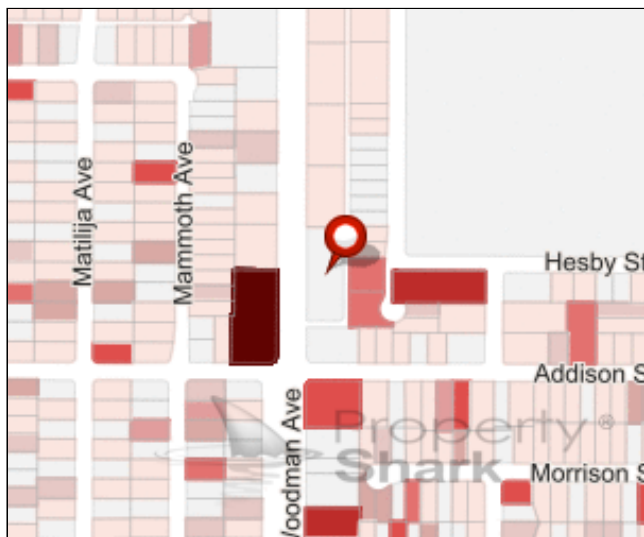 Matilija Ave
Mammoth Ave
Hesby St
Addison S
Woodman Ave
Property ®
Shark
Morrison S